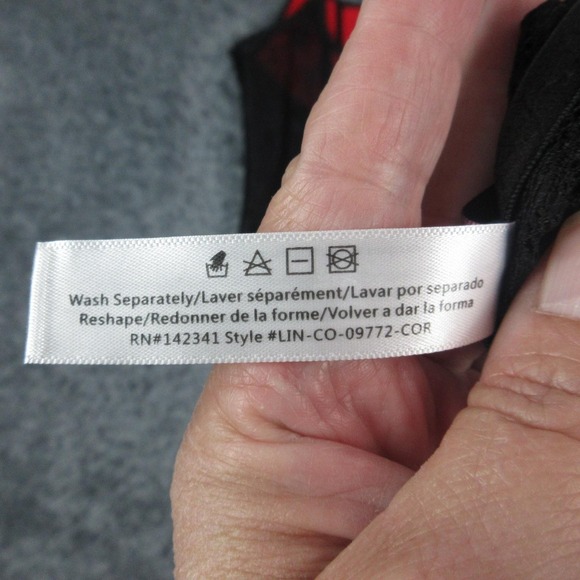 Wash Separately/Laver séparément/Lavar por separado
Reshape/Redonner de la forme/Volver a dar la forma
RN#142341 Style #LIN-CO-09772-COR